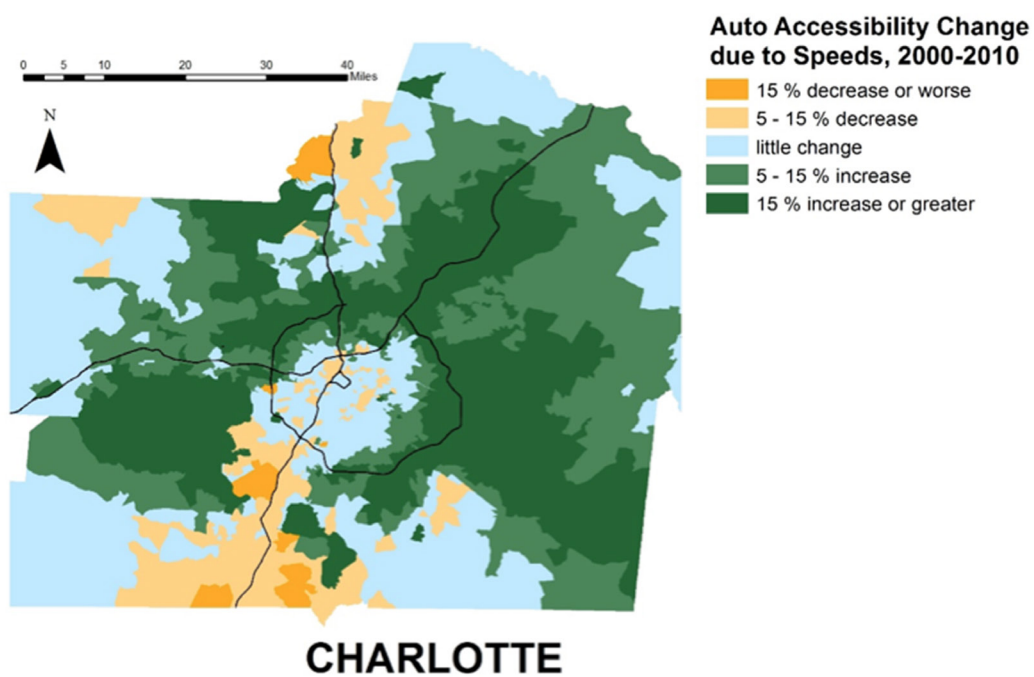 Auto Accessibility Change
due to Speeds, 2000-2010
0 5 10 20 30 40
Miles
15 % decrease or worse
N
5 - 15 % decrease
little change
5 - 15 % increase
15 % increase or greater
CHARLOTTE